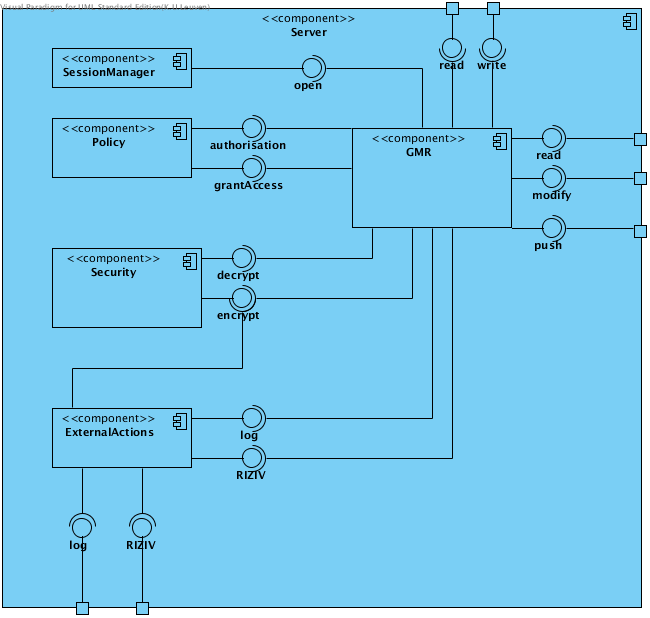 Visual Paradigm for UML Standard Edition(K.U.Leuven)
<<component>>
Server
<<component>>
SessionManager
open
read
write
<<component>>
Policy
authorisation
grantAccess
<<component>>
GMR
read
modify
push
<<component>>
Security
decrypt
encrypt
<<component>>
ExternalActions
log
RIZIV
log
RIZIV